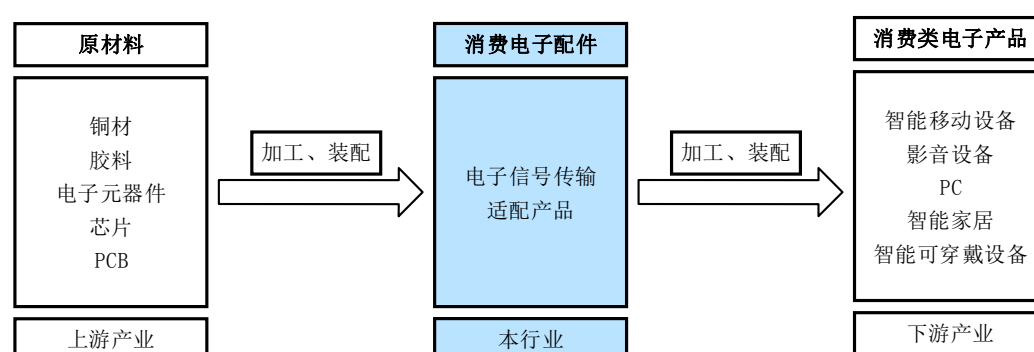 原材料
铜材
胶料
电子元器件
芯片
PCB
上游产业
加工、装配
消费电子配件
电子信号传输
适配产品
本行业
加工、装配
消费类电子产品
智能移动设备
影音设备
PC
智能家居
智能可穿戴设备
下游产业